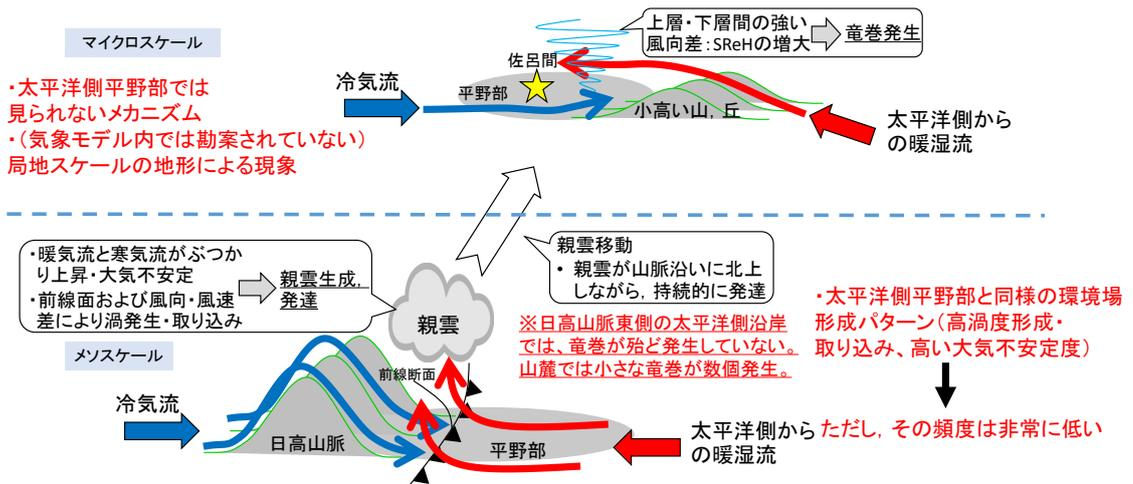 マイクロスケール
・太平洋側平野部では
見られないメカニズム
・(気象モデル内では勘案されていない)
局地スケールの地形による現象
冷気流
平野部
佐呂間
上層・下層間の強い
風向差:SReHの増大
竜巻発生
小高い山,丘
太平洋側から
の暖湿流
・暖気流と寒気流がぶつか
り上昇・大気不安定
・前線面および風向・風速
差により渦発生・取り込み
親雲生成,
発達
親雲
親雲移動
• 親雲が山脈沿いに北上
しながら,持続的に発達
※日高山脈東側の太平洋側沿岸
では、竜巻が殆ど発生していない。
山麓では小さな竜巻が数個発生。
・太平洋側平野部と同様の環境場
形成パターン(高渦度形成・
取り込み、高い大気不安定度)
ただし,その頻度は非常に低い
メソスケール
冷気流
日高山脈
前線断面
平野部
太平洋側から
の暖湿流